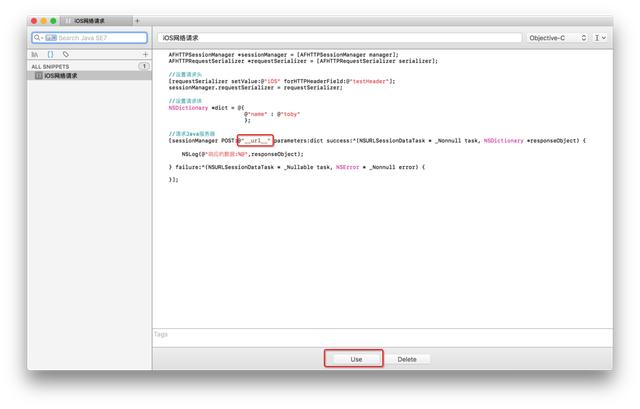 iOS网络请求
Search Java SE7
ALL SNIPPETS
1
iOS网络请求
iOS网络请求
Objective-C
AFHTTPSessionManager *sessionManager = [AFHTTPSessionManager manager];
AFHTTPRequestSerializer *requestSerializer = [AFHTTPRequestSerializer serializer];
//设置请求头
[requestSerializer setValue:@"iOS" forHTTPHeaderField:@"testHeader"];
sessionManager.requestSerializer = requestSerializer;
//设置请求体
NSDictionary *dict = @{
@"name" : @"toby"
};
//请求Java服务器
[sessionManager POST:@"__url__" parameters:dict success:^(NSURLSessionDataTask * _Nonnull task, NSDictionary *responseObject) {
NSLog(@"响应的数据:%@",responseObject);
} failure:^(NSURLSessionDataTask * _Nullable task, NSError * _Nonnull error) {
}];
Tags
Use
Delete